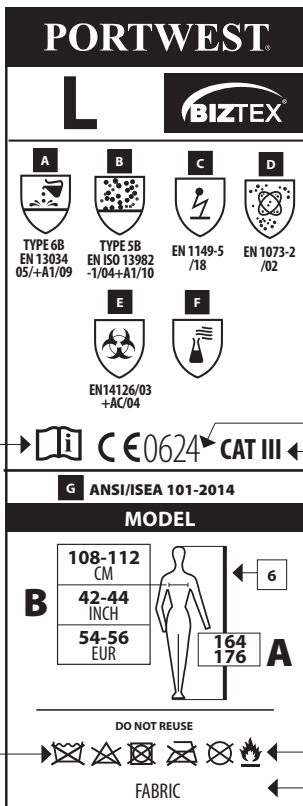 PORTWEST®
L
BIZTEX®
A
B
C
D
TYPE 6B
EN 13034
05/+A1/09
TYPE 5B
EN ISO 13982
-1/04+A1/10
EN 1149-5
/18
EN 1073-2
/02
E
F
EN14126/03
+AC/04
i CE0624 CAT III
G ANSI/ISEA 101-2014
MODEL
B
108-112
CM
42-44
INCH
54-56
EUR
6
164
176
A
DO NOT REUSE
FABRIC